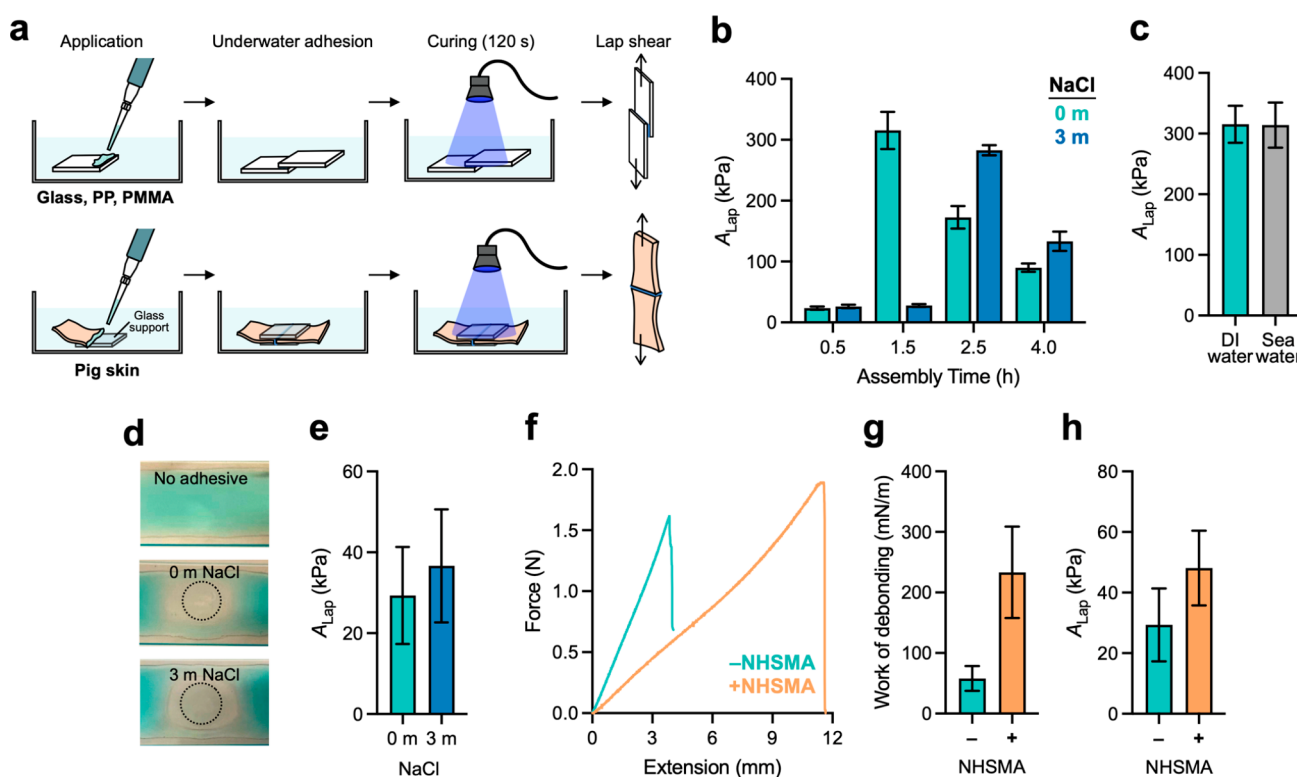 a
Application
Underwater adhesion
Curing (120 s)
Lap shear
Glass, PP, PMMA
Glass
support
Pig skin
b
400
300
200
100
0
A_Lap (kPa)
NaCl
0 m
3 m
0.5
1.5
2.5
4.0
Assembly Time (h)
c
400
300
200
100
0
A_Lap (kPa)
DI
water
Sea
water
d
No adhesive
0 m NaCl
3 m NaCl
e
60
40
20
0
A_Lap (kPa)
0 m
3 m
NaCl
f
2.0
1.5
1.0
0.5
0.0
Force (N)
–NHSMA
+NHSMA
0
3
6
9
12
Extension (mm)
g
400
300
200
100
0
Work of debonding (mN/m)
–
+
NHSMA
h
80
60
40
20
0
A_Lap (kPa)
–
+
NHSMA